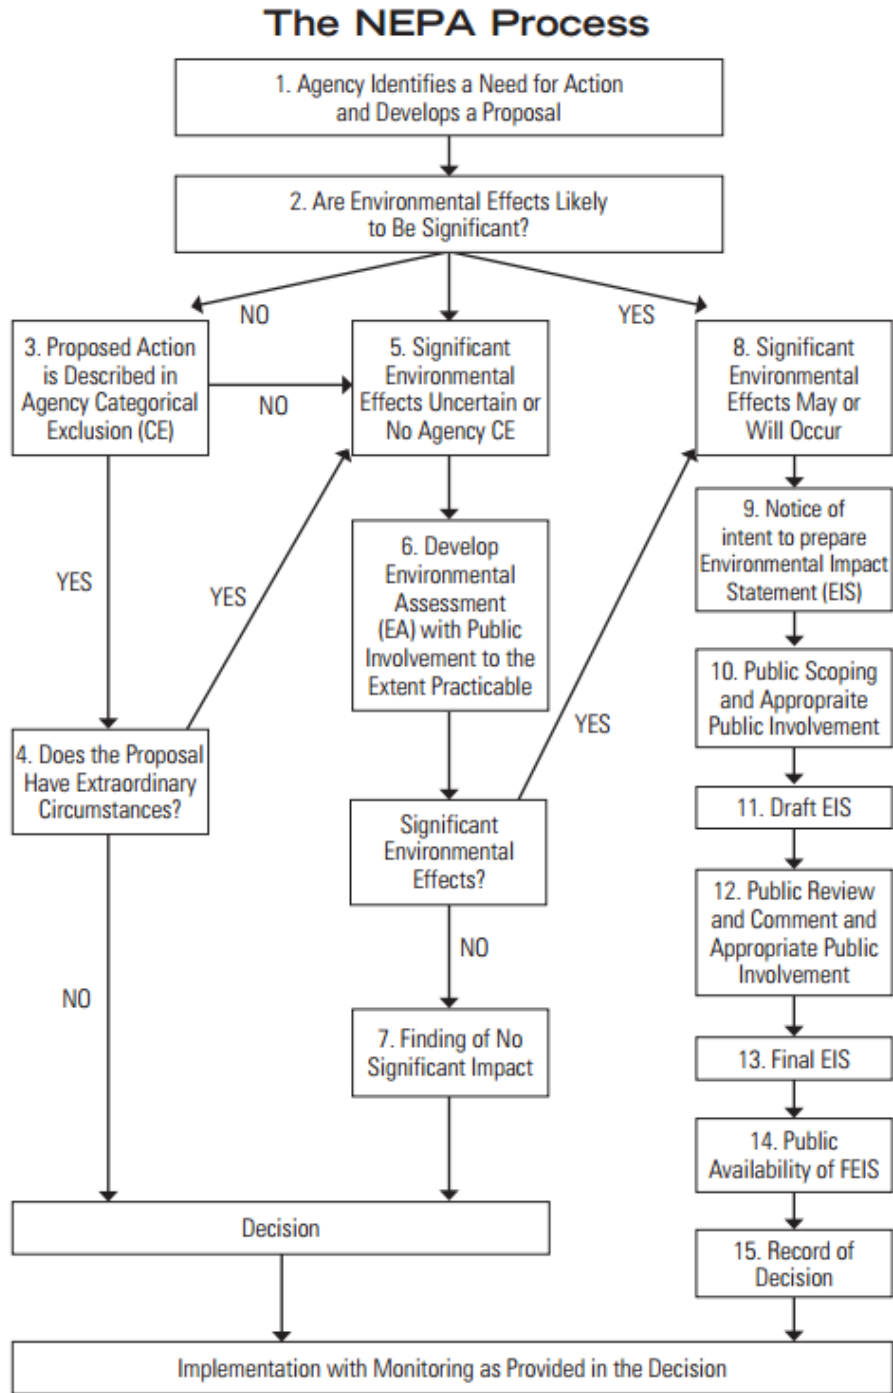 The NEPA Process
1. Agency Identifies a Need for Action
and Develops a Proposal
2. Are Environmental Effects Likely
to Be Significant?
NO
YES
3. Proposed Action
is Described in
Agency Categorical
Exclusion (CE)
NO
5. Significant
Environmental
Effects Uncertain or
No Agency CE
8. Significant
Environmental
Effects May or
Will Occur
YES
YES
6. Develop
Environmental
Assessment
(EA) with Public
Involvement to the
Extent Practicable
9. Notice of
intent to prepare
Environmental Impact
Statement (EIS)
10. Public Scoping
and Appropraite
Public Involvement
YES
4. Does the Proposal
Have Extraordinary
Circumstances?
Significant
Environmental
Effects?
11. Draft EIS
12. Public Review
and Comment and
Appropriate Public
Involvement
NO
NO
7. Finding of No
Significant Impact
13. Final EIS
14. Public
Availability of FEIS
Decision
15. Record of
Decision
Implementation with Monitoring as Provided in the Decision